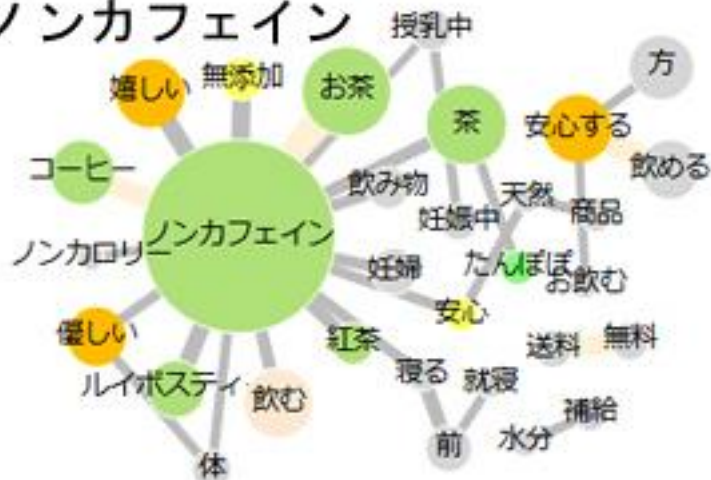 ノンカフェイン
授乳中
方
嬉しい
無添加
お茶
茶
安心する
コーヒー
飲み物
飲める
天然
商品
妊娠中
ノンカロリー
ノンカフェイン
妊婦
たんぽぽ
お飲む
安心
優しい
紅茶
送料
無料
ルイボスティ
飲む
寝る
就寝
補給
水分
前
体